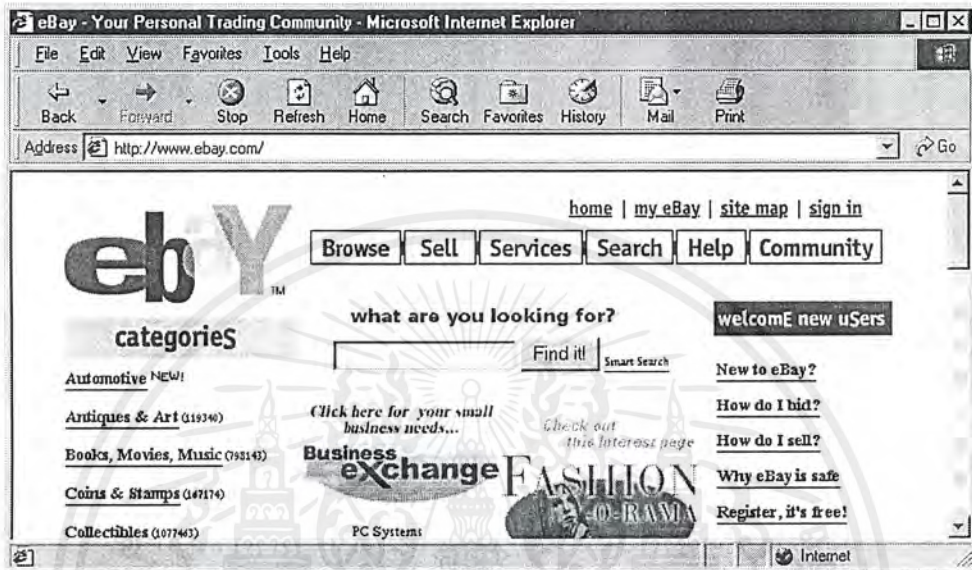 eBay - Your Personal Trading Community - Microsoft Internet Explorer
File Edit View Favorites Tools Help
Back Forward Stop Refresh Home Search Favorites History Mail Print
Address http://www.ebay.com/ Go
home | my eBay | site map | sign in
ebaY™
Browse Sell Services Search Help Community
what are you looking for?
welcomE new uSers
categorieS
Find it! Smart Search
Automotive NEW!
New to eBay?
Antiques & Art (119340)
Click here for your small
business needs...
Check out
this Interest page
How do I bid?
How do I sell?
Books, Movies, Music (793143)
Business
eXchange
FASHION
-O-RAMA
Why eBay is safe
Coins & Stamps (167174)
Register, it's free!
Collectibles (1077463)
PC Systems
Internet